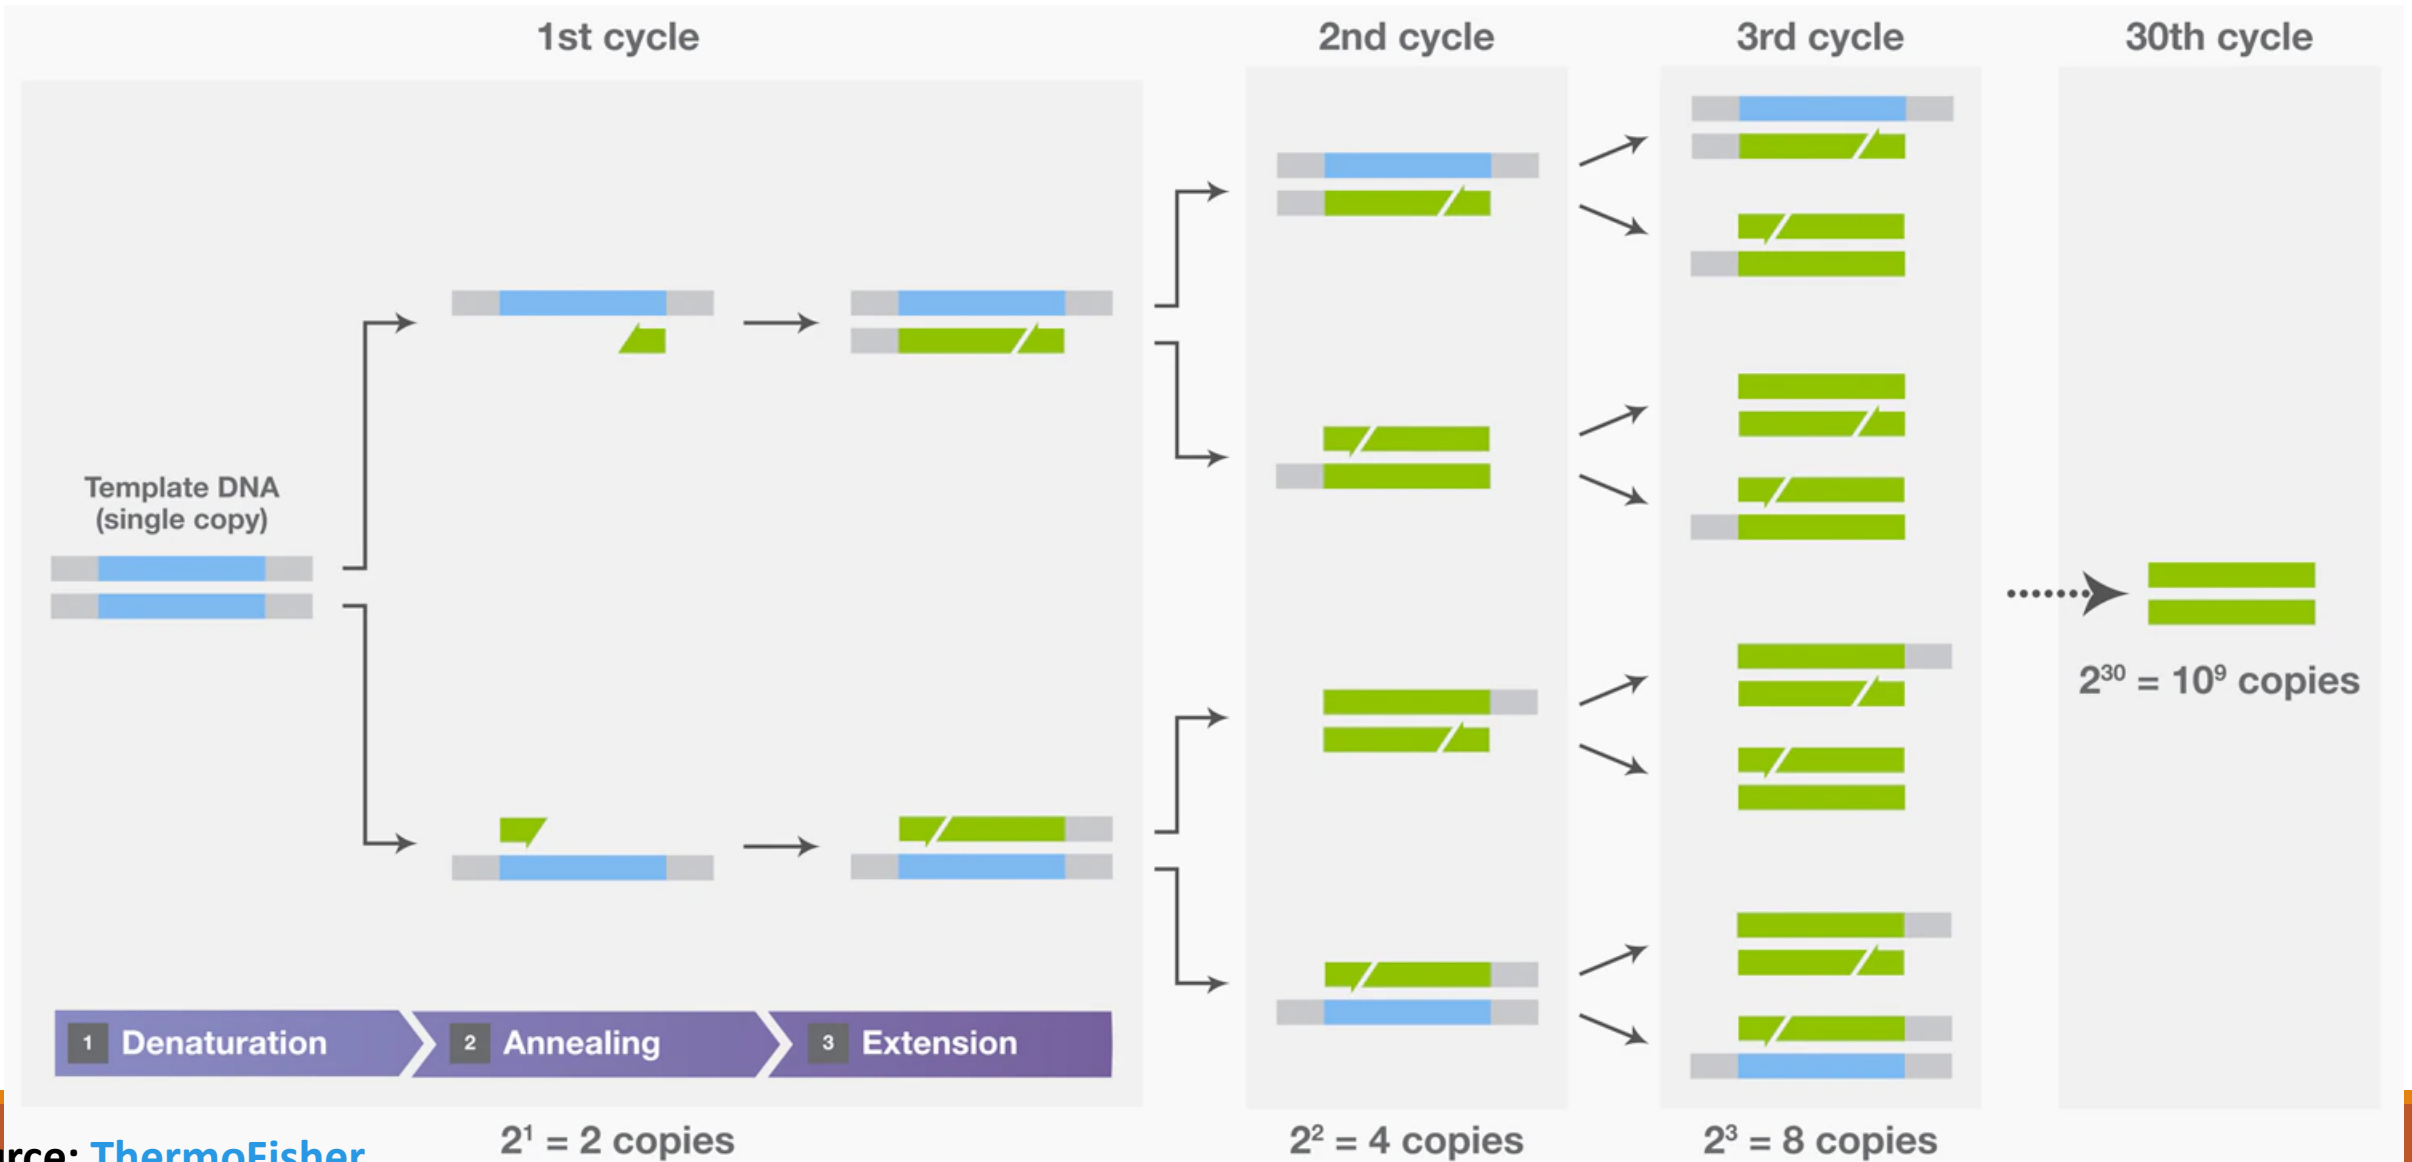 1st cycle
2nd cycle
3rd cycle
30th cycle
Template DNA
(single copy)
2³⁰ = 10⁹ copies
1 Denaturation
2 Annealing
3 Extension
2¹ = 2 copies
2² = 4 copies
2³ = 8 copies
ThermoFisher